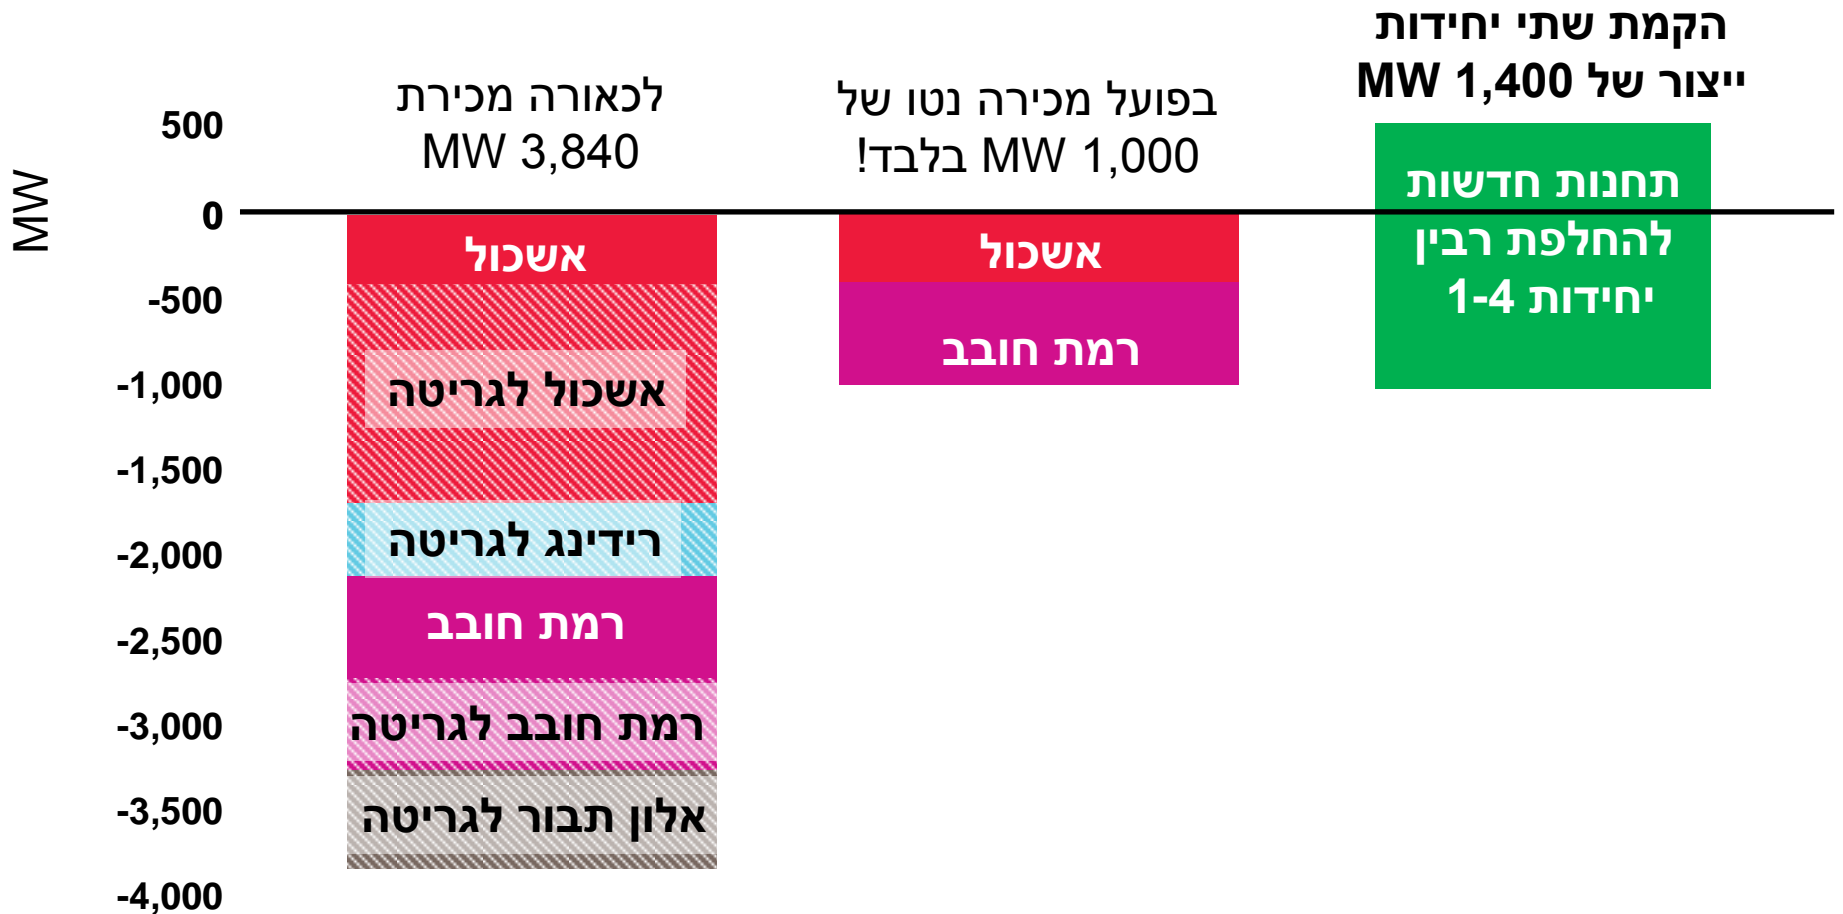 הקמת שתי יחידות
ייצור של 1,400 MW
לכאורה מכירת
3,840 MW
בפועל מכירה נטו של
1,000 MW בלבד!
MW
500
0
-500
-1,000
-1,500
-2,000
-2,500
-3,000
-3,500
-4,000
אשכול
אשכול לגריטה
רידינג לגריטה
רמת חובב
רמת חובב לגריטה
אלון תבור לגריטה
אשכול
רמת חובב
תחנות חדשות
להחלפת רבין
יחידות 1-4